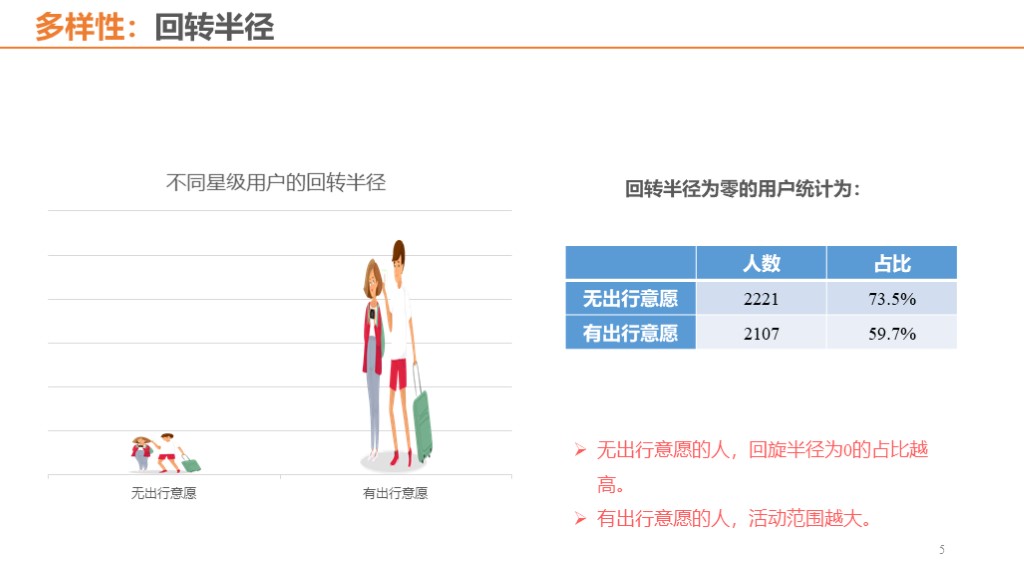 多样性：回转半径
不同星级用户的回转半径
无出行意愿 有出行意愿
回转半径为零的用户统计为：
人数 占比
无出行意愿 2221 73.5%
有出行意愿 2107 59.7%
➢ 无出行意愿的人，回旋半径为0的占比越
高。
➢ 有出行意愿的人，活动范围越大。
5